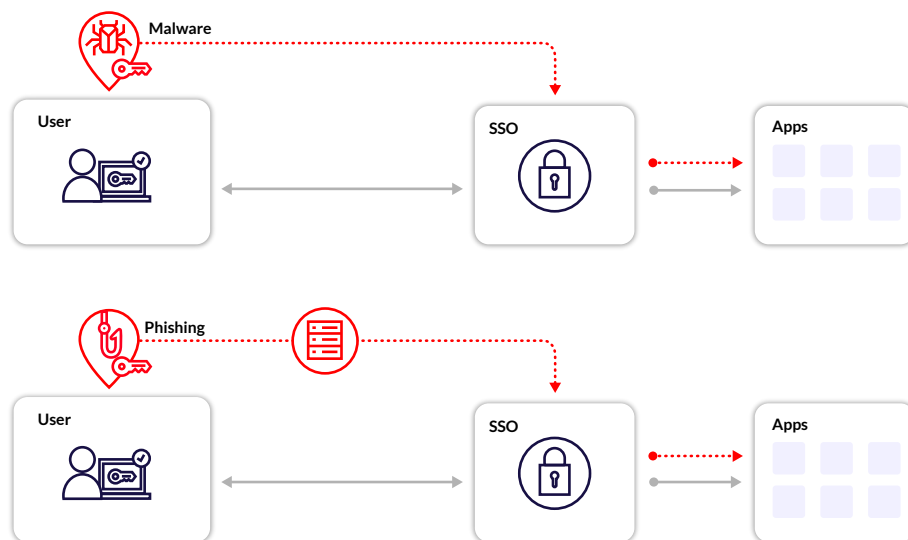 Malware
User
SSO
Apps
Phishing
User
SSO
Apps